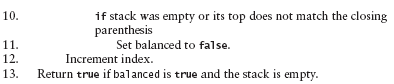 10. if stack was empty or its top does not match the closing
parenthesis
11. Set balanced to false.
12. Increment index.
13. Return true if balanced is true and the stack is empty.